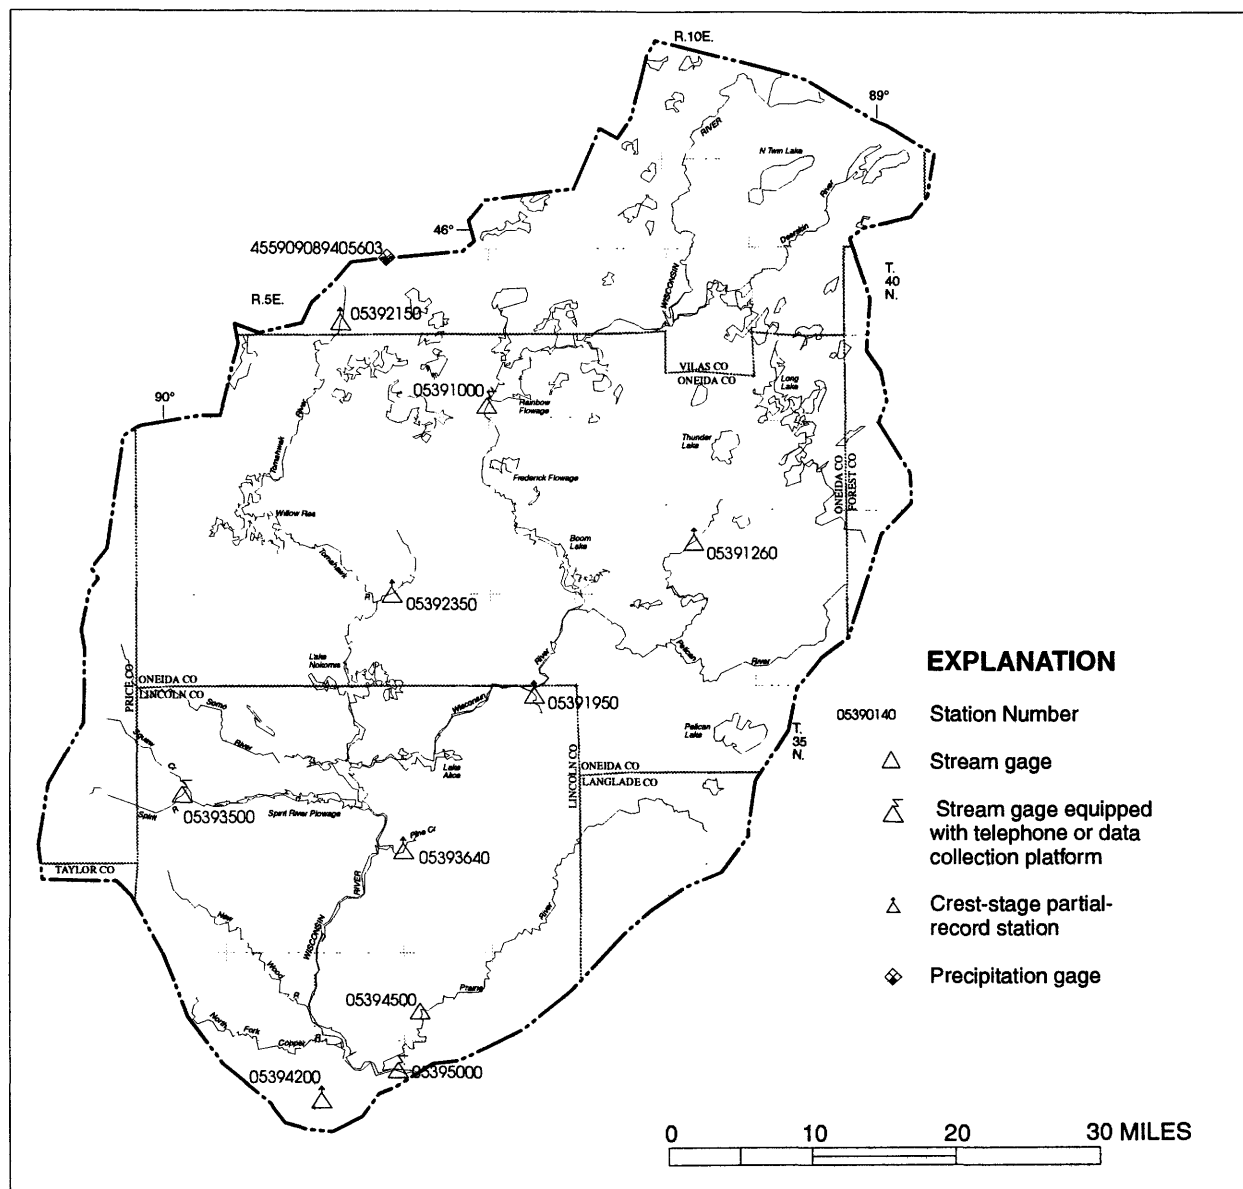 R.10E.
89°
RIVER
N Twin Lake
River
Deerskin
46°
455909089405603
T.
40
N.
R.5E.
WISCONSIN
05392150
VILAS CO
ONEIDA CO
Long
Lake
05391000
Rainbow
Flowage
90°
River
Thunder
Lake
Tomahawk
Frederick Flowage
ONEIDA CO
FOREST CO
Willow Res
Boom
Lake
05391260
Tomahawk
R
05392350
Pelican
River
Lake
Nokomis
River
EXPLANATION
PRICE CO
ONEIDA CO
LINCOLN CO
05391950
05390140 Station Number
Somo
Wisconsin
Pelican
Lake
T.
35
N.
Squaw
River
Stream gage
Lake
Alice
LINCOLN CO
ONEIDA CO
LANGLADE CO
C.
05393500
Spirit
R
Spirit River Flowage
Stream gage equipped
with telephone or data
collection platform
Pine Cr
05393640
TAYLOR CO
RIVER
Crest-stage partial-
record station
New
River
WISCONSIN
Wood
R
Precipitation gage
Prairie
05394500
North
Fork
Copper
R
05395000
05394200
0 10 20 30 MILES